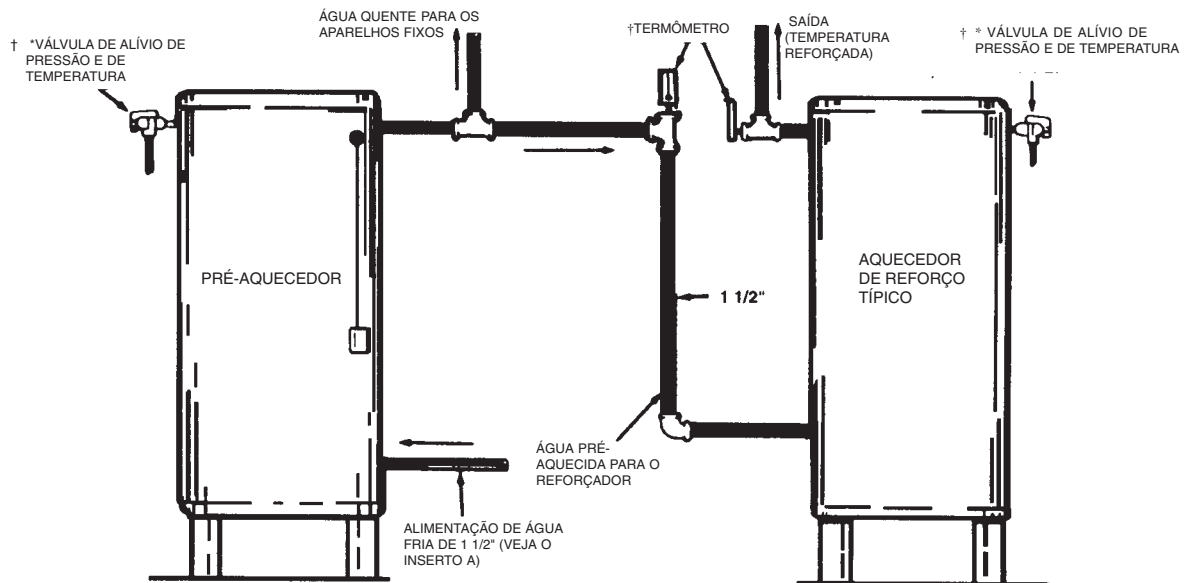 † *VÁLVULA DE ALÍVIO DE
PRESSÃO E DE
TEMPERATURA
ÁGUA QUENTE PARA OS
APARELHOS FIXOS
†TERMÔMETRO
SAÍDA
(TEMPERATURA
REFORÇADA)
† * VÁLVULA DE ALÍVIO DE
PRESSÃO E DE TEMPERATURA
PRÉ-AQUECEDOR
AQUECEDOR
DE REFORÇO
TÍPICO
1 1/2"
ÁGUA PRÉ-
AQUECIDA PARA O
REFORÇADOR
ALIMENTAÇÃO DE ÁGUA
FRIA DE 1 1/2" (VEJA O
INSERTO A)